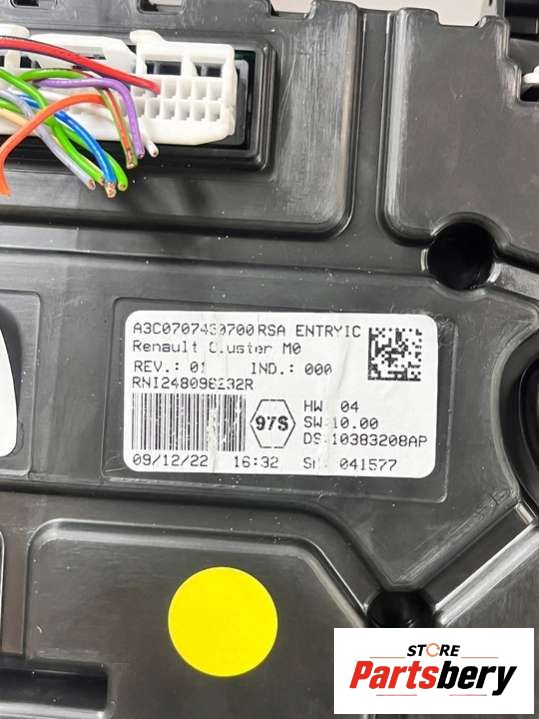 A3C0707430700 RSA ENTRYIC
Renault Cluster M0
REV.: 01 IND.: 000
RNI248096232R
97S
HW 04
SW 10.00
DS 10383208AP
09/12/22 16:32 Sn. 041577
STORE
Partsbery